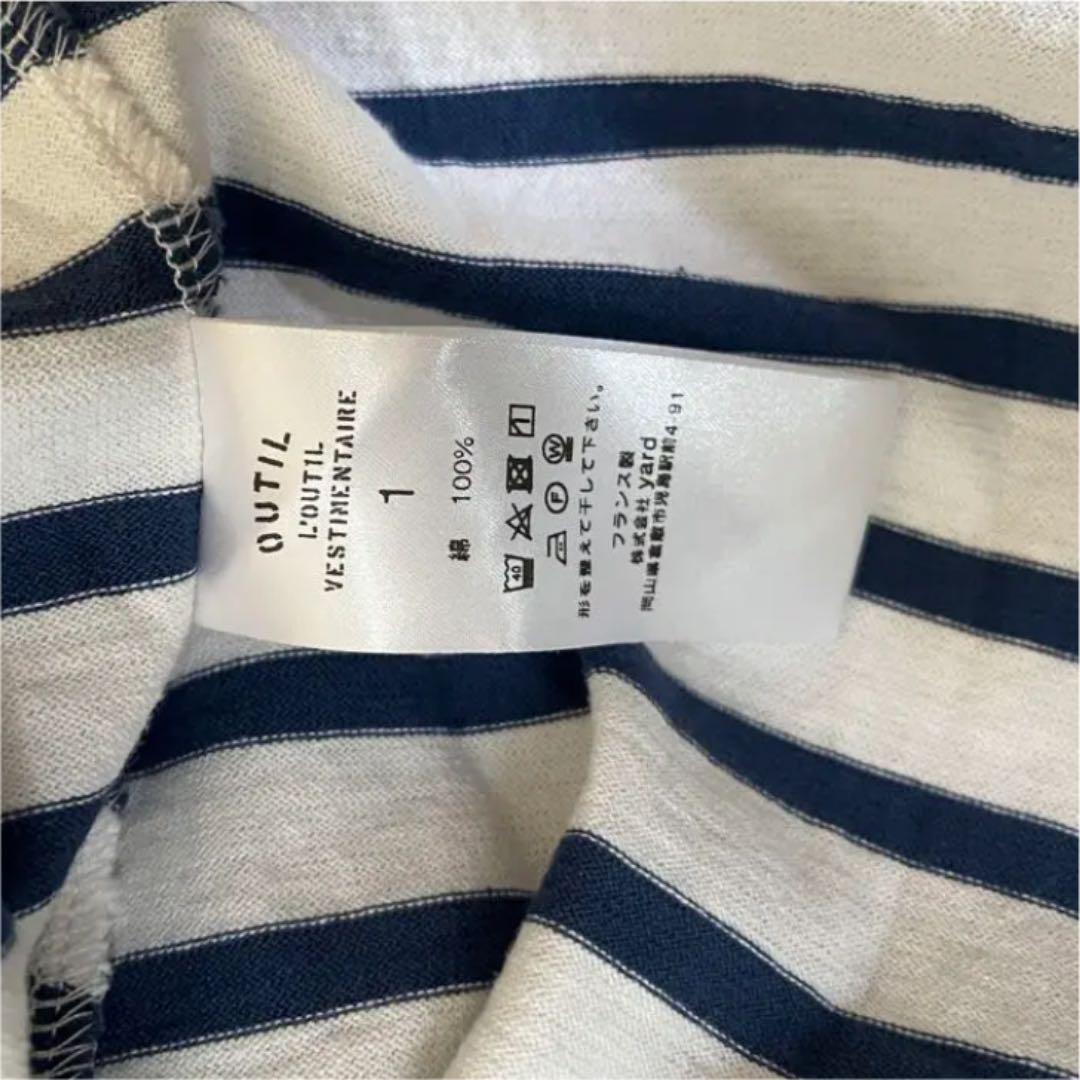 OUTIL
L'OUTIL
VESTIMENTAIRE
1
綿 100%
40
F W
形を整えて干して下さい。
フランス製
株式会社 yard
岡山県倉敷市児島駅前4-91